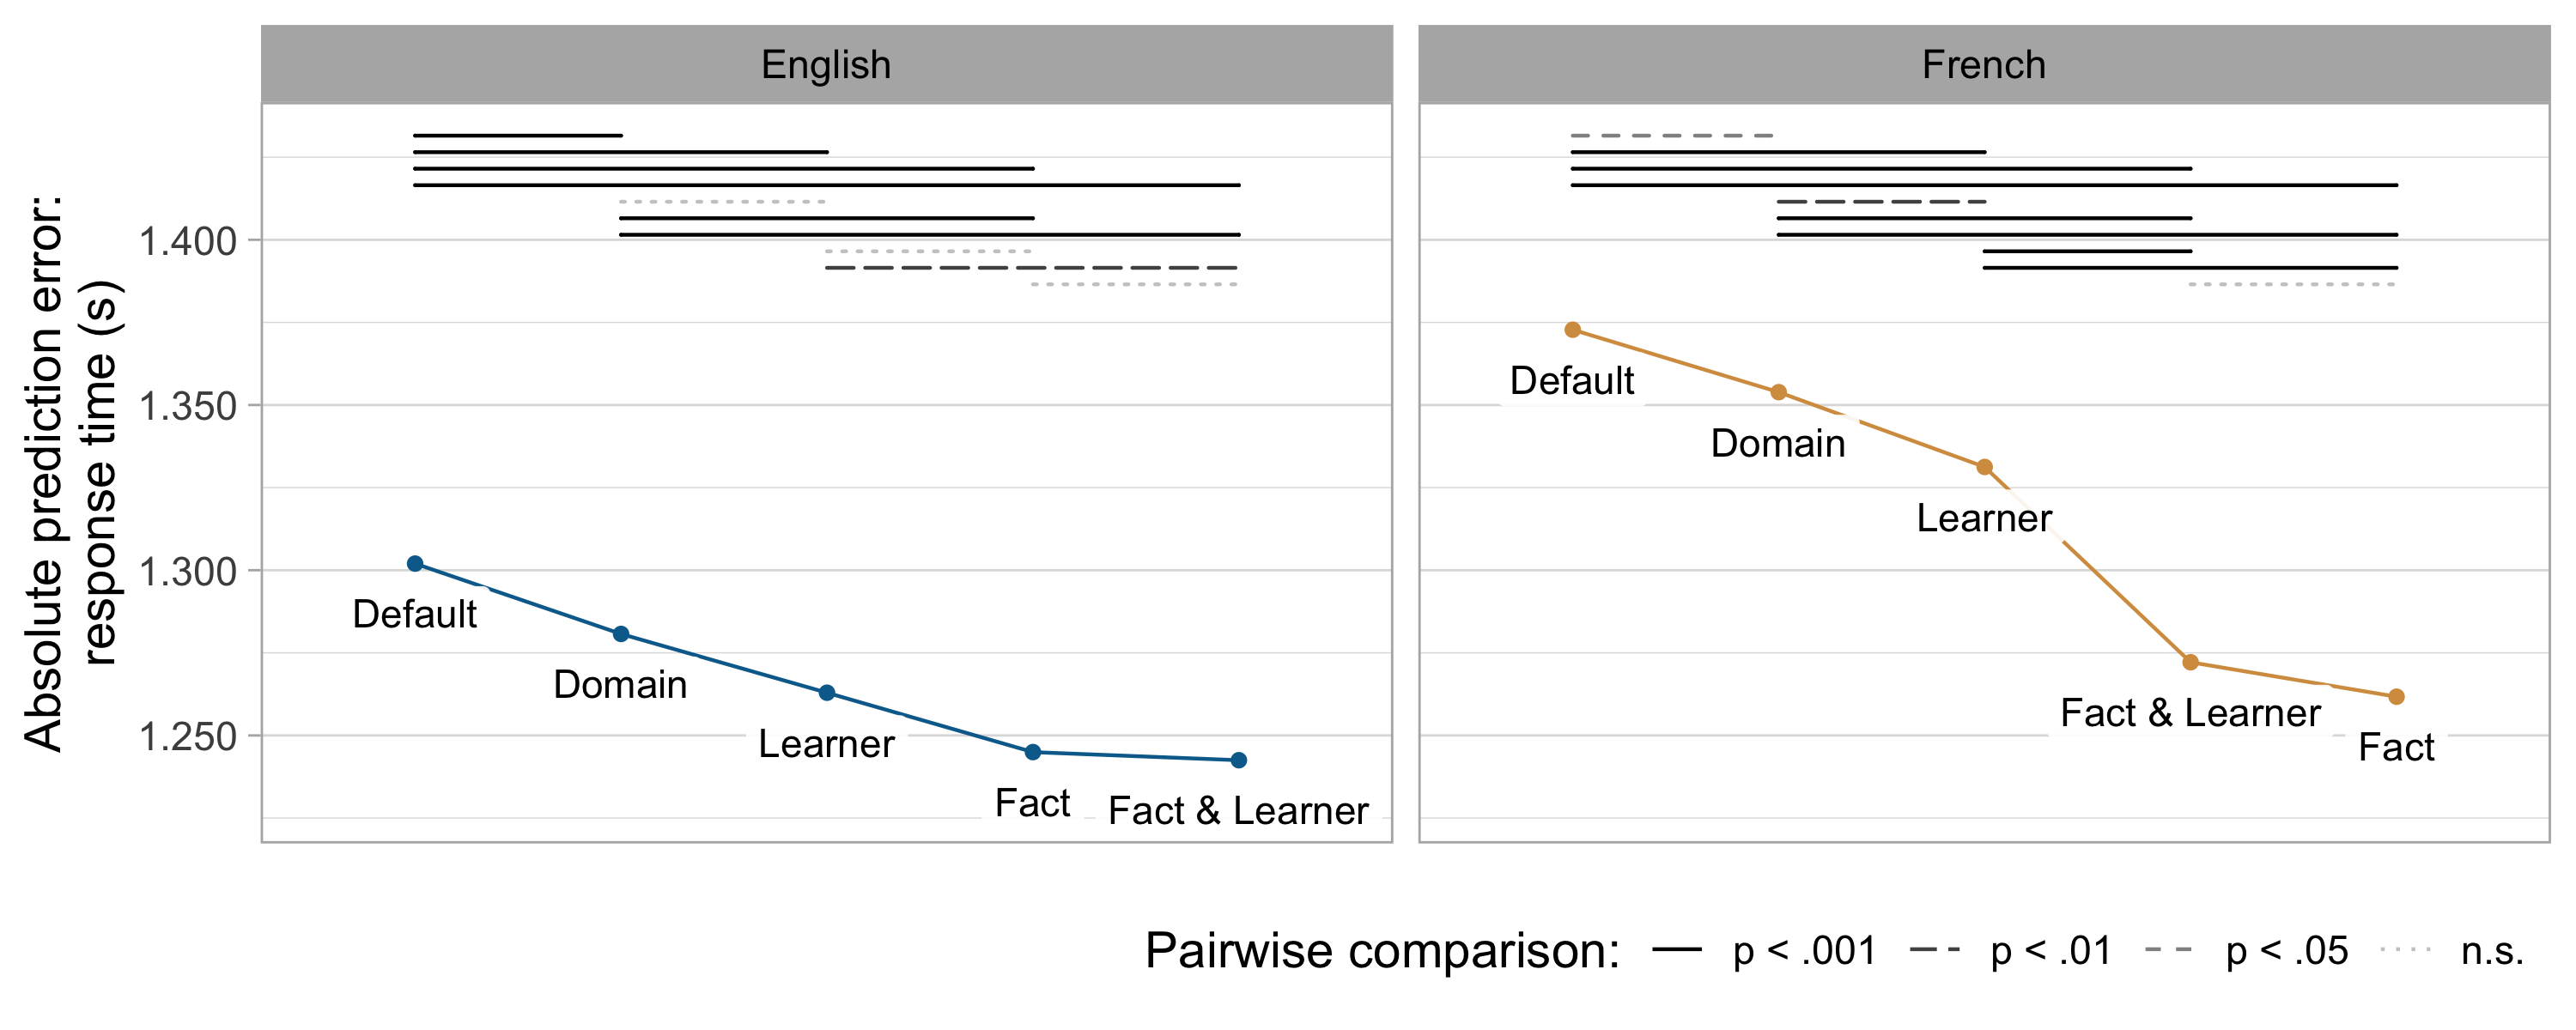 English
French
Absolute prediction error:
response time (s)
1.400
1.350
1.300
1.250
Default
Domain
Learner
Fact
Fact & Learner
Default
Domain
Learner
Fact & Learner
Fact
Pairwise comparison: p < .001 p < .01 p < .05 n.s.